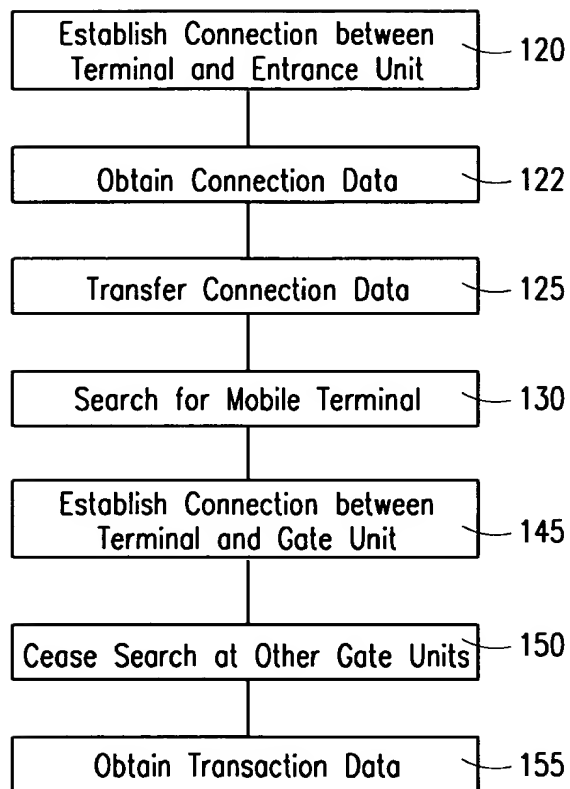 Establish Connection between
Terminal and Entrance Unit
120
Obtain Connection Data
122
Transfer Connection Data
125
Search for Mobile Terminal
130
Establish Connection between
Terminal and Gate Unit
145
Cease Search at Other Gate Units
150
Obtain Transaction Data
155